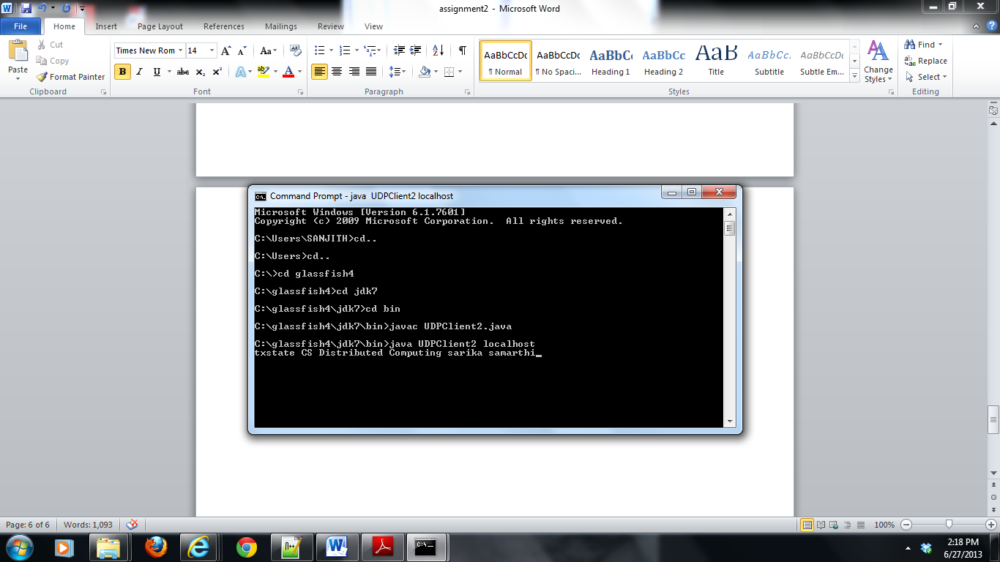 assignment2 - Microsoft Word
File Home Insert Page Layout References Mailings Review View
Paste
Cut
Copy
Format Painter
Clipboard
Times New Rom 14
Font
Paragraph
AaBbCcDc AaBbCcDc AaBbCc AaBbCc AaB AaBbCc. AaBbCcDc
¶ Normal ¶ No Spaci... Heading 1 Heading 2 Title Subtitle Subtle Em...
Change Styles
Styles
Find
Replace
Select
Editing
Command Prompt - java UDPClient2 localhost
Microsoft Windows [Version 6.1.7601]
Copyright (c) 2009 Microsoft Corporation. All rights reserved.
C:\Users\SANJITH>cd..
C:\Users>cd..
C:\>cd glassfish4
C:\glassfish4>cd jdk7
C:\glassfish4\jdk7>cd bin
C:\glassfish4\jdk7\bin>javac UDPClient2.java
C:\glassfish4\jdk7\bin>java UDPClient2 localhost
txstate CS Distributed Computing sarika samarthi_
Page: 6 of 6 Words: 1,093 100%
2:18 PM
6/27/2013